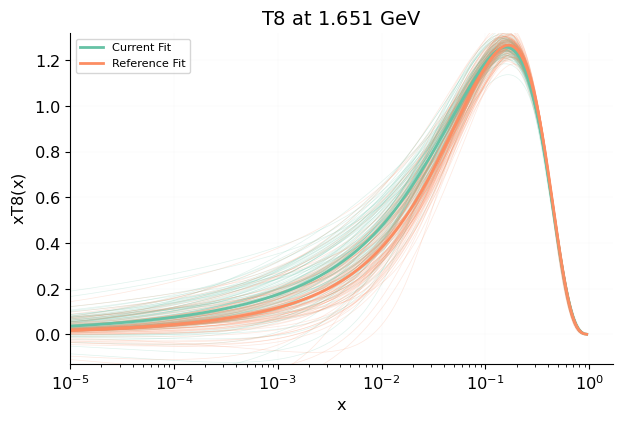 T8 at 1.651 GeV
Current Fit
Reference Fit
xT8(x)
1.2
1.0
0.8
0.6
0.4
0.2
0.0
10⁻⁵
10⁻⁴
10⁻³
10⁻²
10⁻¹
10⁰
x